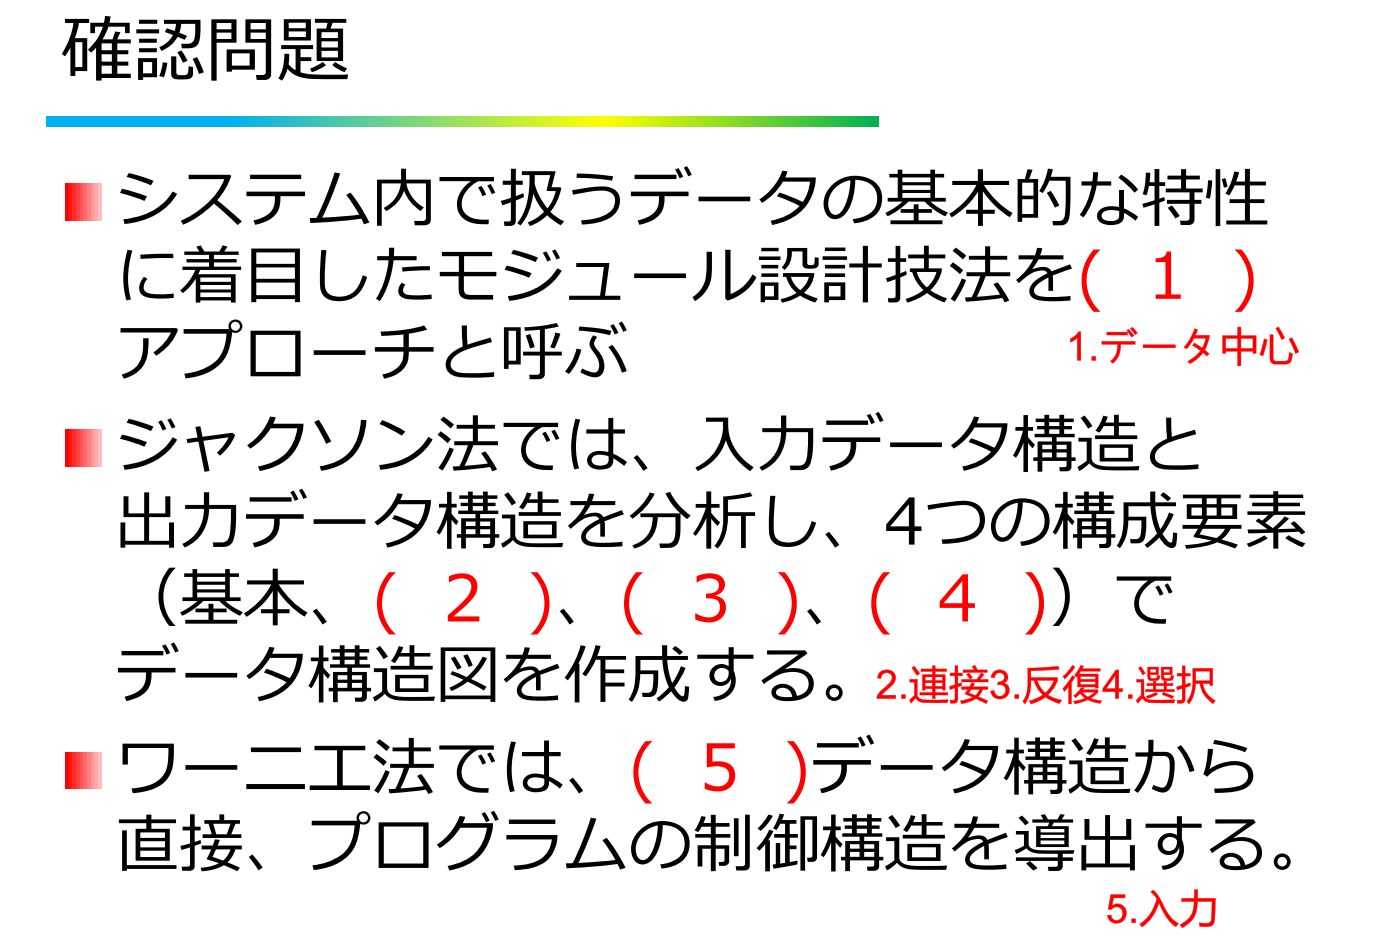 確認問題
システム内で扱うデータの基本的な特性
に着目したモジュール設計技法を( 1 )
アプローチと呼ぶ
1.データ中心
ジャクソン法では、入力データ構造と
出力データ構造を分析し、4つの構成要素
（基本、( 2 )、( 3 )、( 4 )）で
データ構造図を作成する。
2.連接3.反復4.選択
ワーニエ法では、( 5 )データ構造から
直接、プログラムの制御構造を導出する。
5.入力